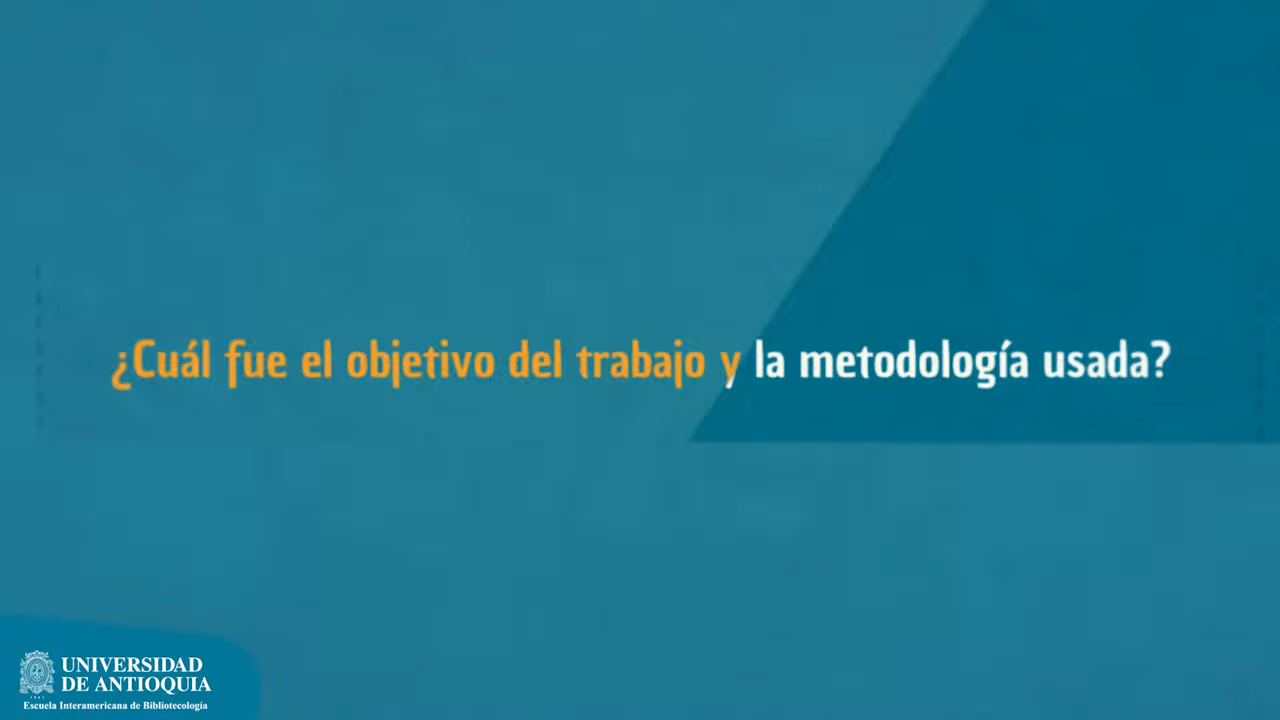 ¿Cuál fue el objetivo del trabajo y la metodología usada?
UNIVERSIDAD
DE ANTIOQUIA
Escuela Interamericana de Bibliotecología